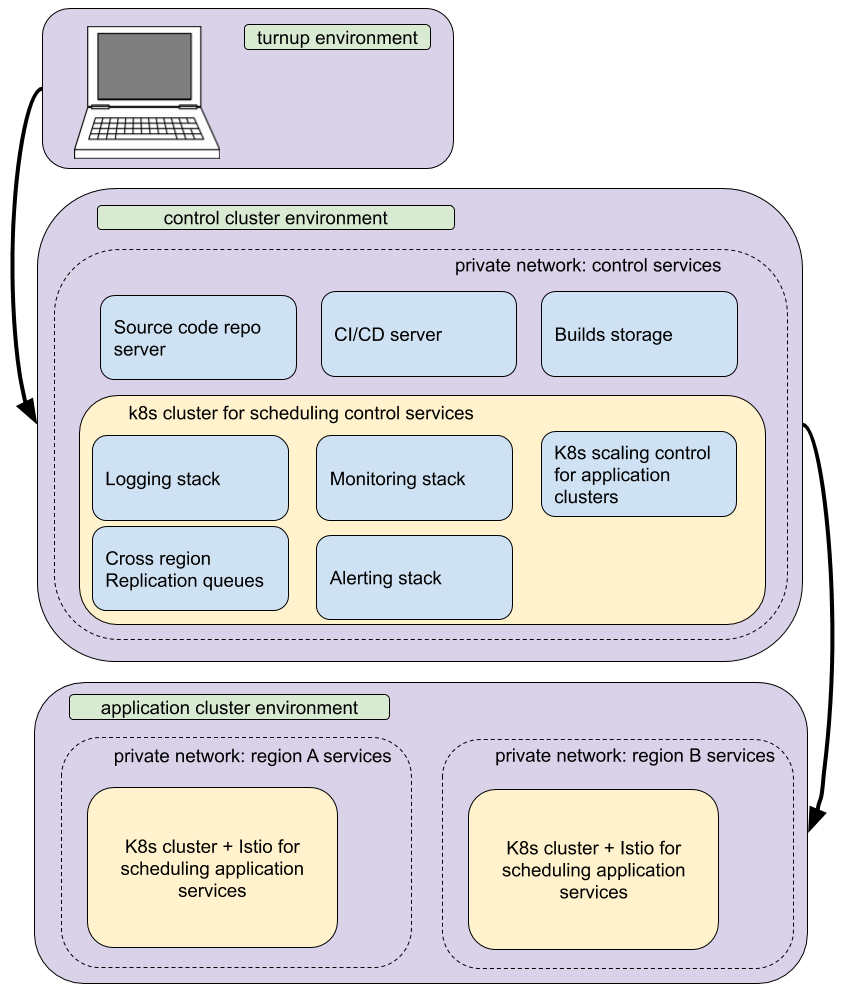 turnup environment
control cluster environment
private network: control services
Source code repo
server
CI/CD server
Builds storage
k8s cluster for scheduling control services
Logging stack
Monitoring stack
K8s scaling control
for application
clusters
Cross region
Replication queues
Alerting stack
application cluster environment
private network: region A services
private network: region B services
K8s cluster + Istio for
scheduling application
services
K8s cluster + Istio for
scheduling application
services